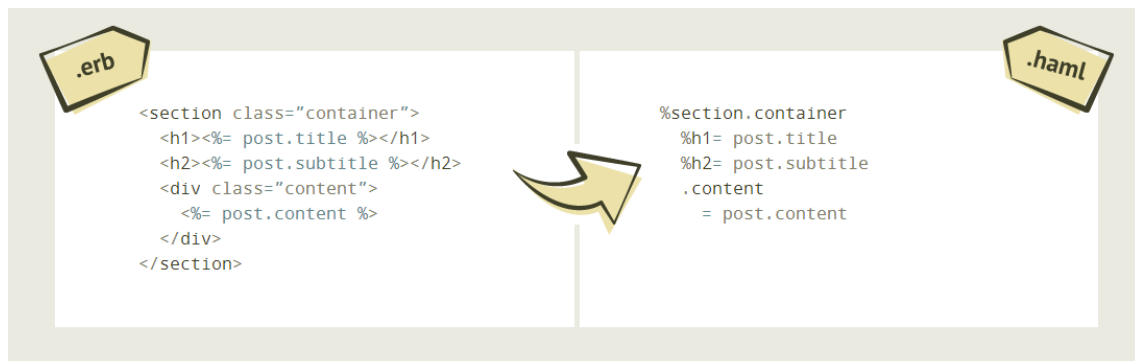 .erb
<section class=”container”>
<h1><%= post.title %></h1>
<h2><%= post.subtitle %></h2>
<div class=”content”>
<%= post.content %>
</div>
</section>
.haml
%section.container
%h1= post.title
%h2= post.subtitle
.content
= post.content